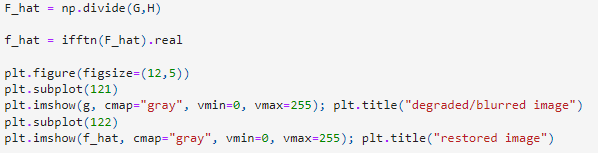 F_hat = np.divide(G,H)
f_hat = ifftn(F_hat).real
plt.figure(figsize=(12,5))
plt.subplot(121)
plt.imshow(g, cmap="gray", vmin=0, vmax=255); plt.title("degraded/blurred image")
plt.subplot(122)
plt.imshow(f_hat, cmap="gray", vmin=0, vmax=255); plt.title("restored image")